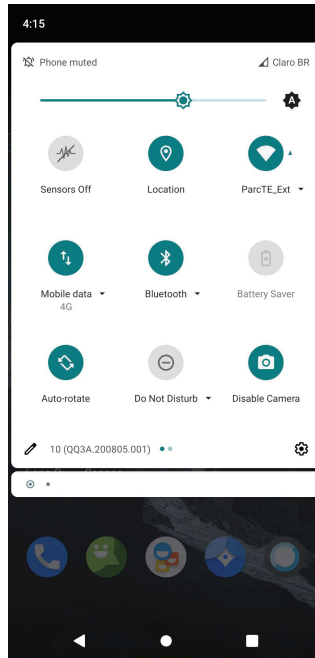 4:15
Phone muted
Claro BR
A
Sensors Off
Location
ParcTE_Ext
Mobile data
4G
Bluetooth
Battery Saver
Auto-rotate
Do Not Disturb
Disable Camera
10 (QQ3A.200805.001)